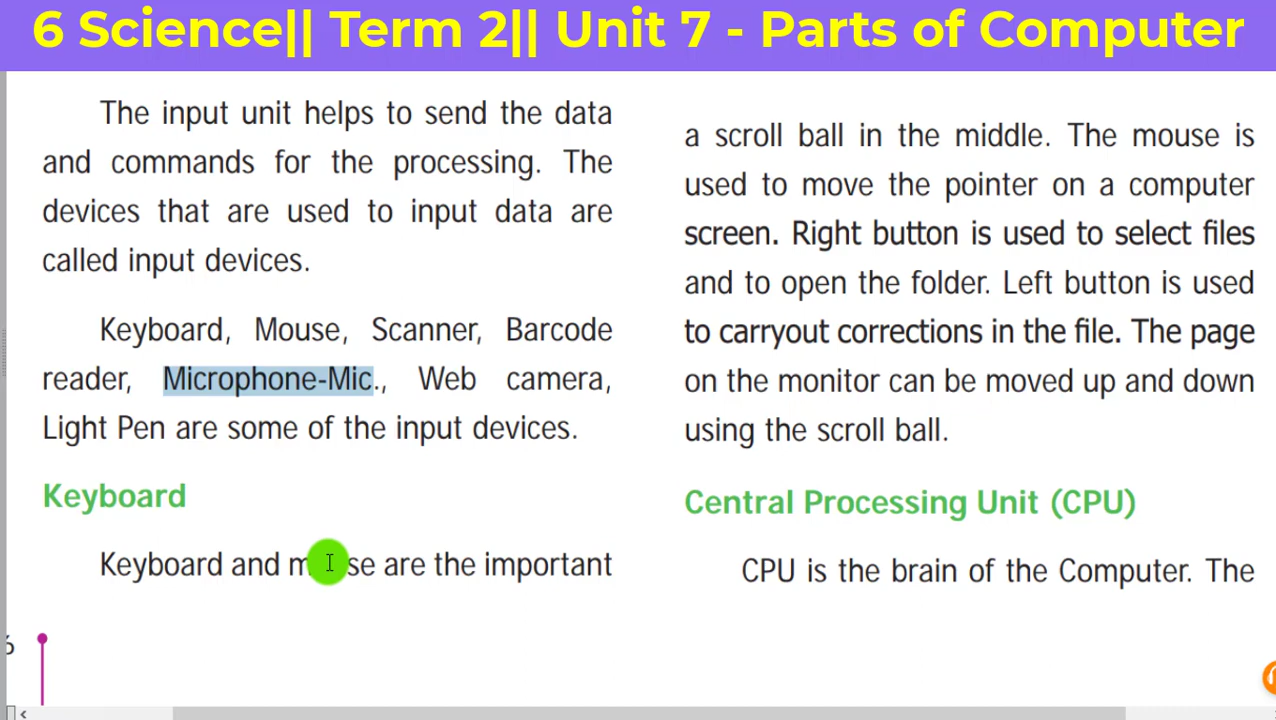 6 Science|| Term 2|| Unit 7 - Parts of Computer
The input unit helps to send the data
and commands for the processing. The
devices that are used to input data are
called input devices.
Keyboard, Mouse, Scanner, Barcode
reader, Microphone-Mic., Web camera,
Light Pen are some of the input devices.
Keyboard
Keyboard and mouse are the important
6
a scroll ball in the middle. The mouse is
used to move the pointer on a computer
screen. Right button is used to select files
and to open the folder. Left button is used
to carryout corrections in the file. The page
on the monitor can be moved up and down
using the scroll ball.
Central Processing Unit (CPU)
CPU is the brain of the Computer. The